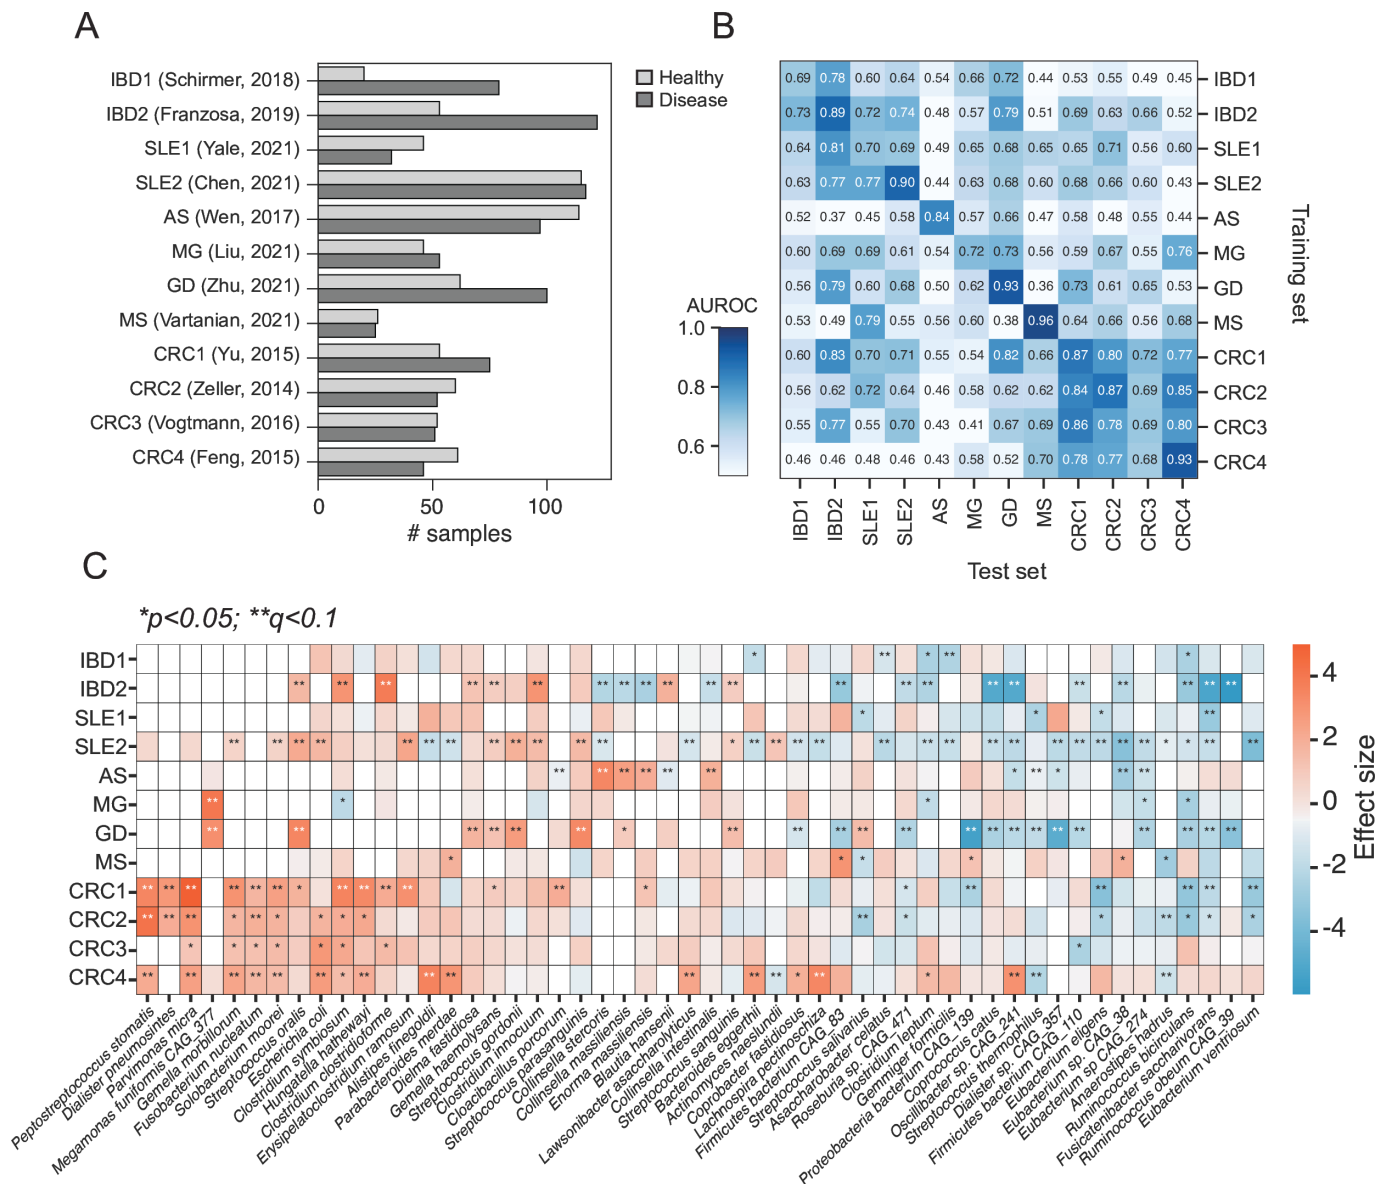 A
IBD1 (Schirmer, 2018)
IBD2 (Franzosa, 2019)
SLE1 (Yale, 2021)
SLE2 (Chen, 2021)
AS (Wen, 2017)
MG (Liu, 2021)
GD (Zhu, 2021)
MS (Vartanian, 2021)
CRC1 (Yu, 2015)
CRC2 (Zeller, 2014)
CRC3 (Vogtmann, 2016)
CRC4 (Feng, 2015)
0 50 100
# samples
Healthy
Disease
B
0.69 0.78 0.60 0.64 0.54 0.66 0.72 0.44 0.53 0.55 0.49 0.45 IBD1
0.73 0.89 0.72 0.74 0.48 0.57 0.79 0.51 0.69 0.63 0.66 0.52 IBD2
0.64 0.81 0.70 0.69 0.49 0.65 0.68 0.65 0.65 0.71 0.56 0.60 SLE1
0.63 0.77 0.77 0.90 0.44 0.63 0.68 0.60 0.68 0.66 0.60 0.43 SLE2
0.52 0.37 0.45 0.58 0.84 0.57 0.66 0.47 0.58 0.48 0.55 0.44 AS
0.60 0.69 0.69 0.61 0.54 0.72 0.73 0.56 0.59 0.67 0.55 0.76 MG
0.56 0.79 0.60 0.68 0.50 0.62 0.93 0.36 0.73 0.61 0.65 0.53 GD
0.53 0.49 0.79 0.55 0.56 0.60 0.38 0.96 0.64 0.66 0.56 0.68 MS
0.60 0.83 0.70 0.71 0.55 0.54 0.82 0.66 0.87 0.80 0.72 0.77 CRC1
0.56 0.62 0.72 0.64 0.46 0.58 0.62 0.62 0.84 0.87 0.69 0.85 CRC2
0.55 0.77 0.55 0.70 0.43 0.41 0.67 0.69 0.86 0.78 0.69 0.80 CRC3
0.46 0.46 0.48 0.46 0.43 0.58 0.52 0.70 0.78 0.77 0.68 0.93 CRC4
IBD1 IBD2 SLE1 SLE2 AS MG GD MS CRC1 CRC2 CRC3 CRC4
Test set
Training set
AUROC
1.0
0.8
0.6
C
*p<0.05; **q<0.1
IBD1
IBD2
SLE1
SLE2
AS
MG
GD
MS
CRC1
CRC2
CRC3
CRC4
Peptostreptococcus stomatis
Dialister pneumosintes
Parvimonas micra
Megamonas funiformis CAG_377
Gemella morbillorum
Fusobacterium nucleatum
Solobacterium moorei
Streptococcus oralis
Escherichia coli
Clostridium symbiosum
Hungatella hathewayi
Clostridium clostridioforme
Erysipelatoclostridium ramosum
Alistipes finegoldii
Parabacteroides merdae
Dielma fastidiosa
Gemella haemolysans
Streptococcus gordonii
Clostridium innocuum
Cloacibacillus porcorum
Streptococcus parasanguinis
Collinsella stercoris
Collinsella massiliensis
Enorma massiliensis
Blautia hansenii
Lawsonibacter asaccharolyticus
Collinsella intestinalis
Streptococcus sanguinis
Bacteroides eggerthii
Actinomyces naeslundii
Coprobacter fastidiosus
Lachnospira pectinoschiza
Firmicutes bacterium CAG_83
Streptococcus salivarius
Asaccharobacter celatus
Roseburia sp. CAG_471
Clostridium leptum
Gemmiger formicilis
Proteobacteria bacterium CAG_139
Coprococcus catus
Oscillibacter sp. CAG_241
Streptococcus thermophilus
Dialister sp. CAG_357
Firmicutes bacterium CAG_110
Eubacterium eligens
Eubacterium sp. CAG_38
Eubacterium sp CAG_274
Anaerostipes hadrus
Ruminococcus bicirculans
Fusicatenibacter saccharivorans
Ruminococcus obeum CAG_39
Eubacterium ventriosum
4
2
0
-2
-4
Effect size